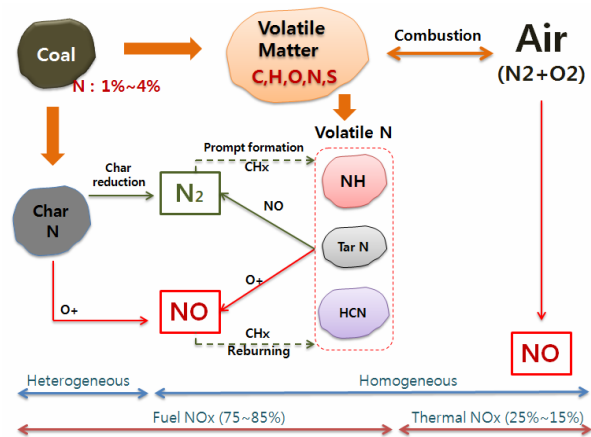 Coal
N : 1%~4%
Volatile
Matter
C,H,O,N,S
Combustion
Air
(N2+O2)
Volatile N
Prompt formation
CHx
Char
reduction
N2
NH
NO
Char
N
Tar N
O+
O+
NO
HCN
CHx
Reburning
NO
Heterogeneous
Homogeneous
Fuel NOx (75~85%)
Thermal NOx (25%~15%)